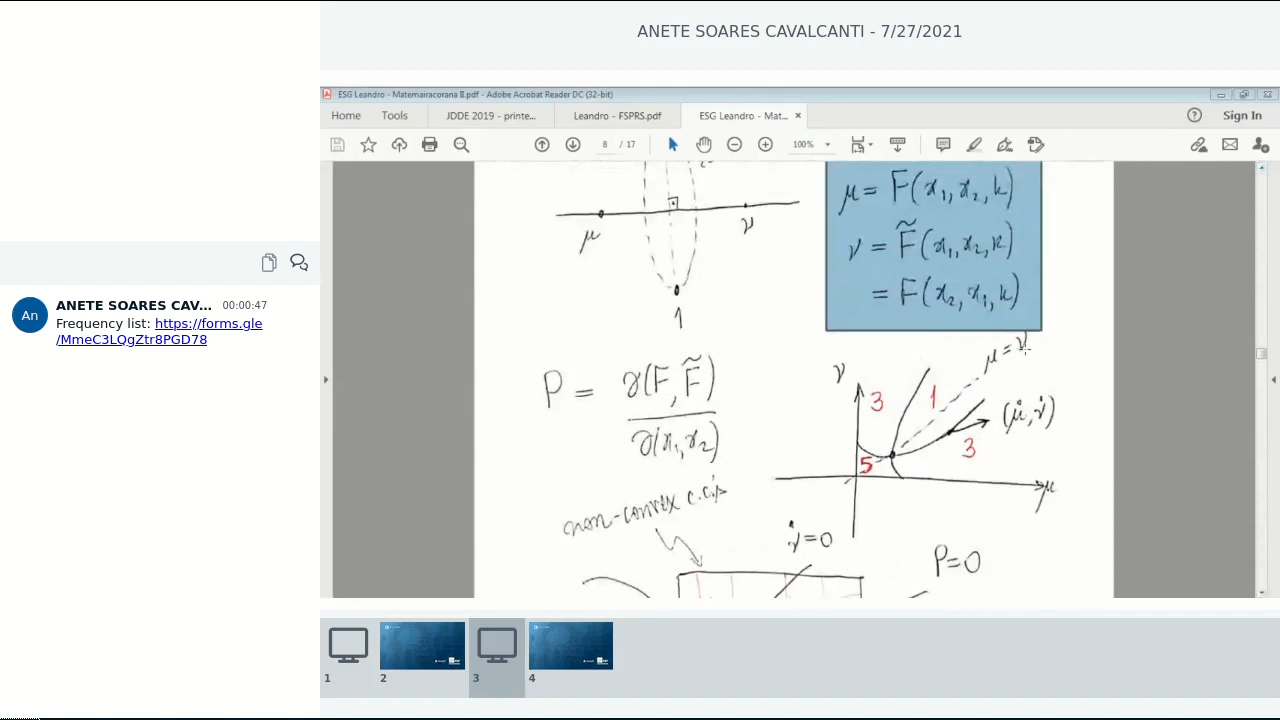 ANETE SOARES CAVALCANTI - 7/27/2021
ESG Leandro - Matemairacorana II.pdf - Adobe Acrobat Reader DC (32-bit)
Home Tools JDDE 2019 - printe... Leandro - FSPRS.pdf ESG Leandro - Mat... × Sign In
8 / 17 100%
μ = F(x₁, x₂, k)
ν = F̃(x₁, x₂, k)
= F(x₂, x₁, k)
μ ν
1
P = ∂(F, F̃)
∂(x₁, x₂)
ν 3 1 μ = ν
(μ̇, ν̇)
5 3
μ
non-convex c.c.'s
ν̇ = 0
P = 0
An
ANETE SOARES CAV... 00:00:47
Frequency list: https://forms.gle
/MmeC3LQgZtr8PGD78
1 2 3 4